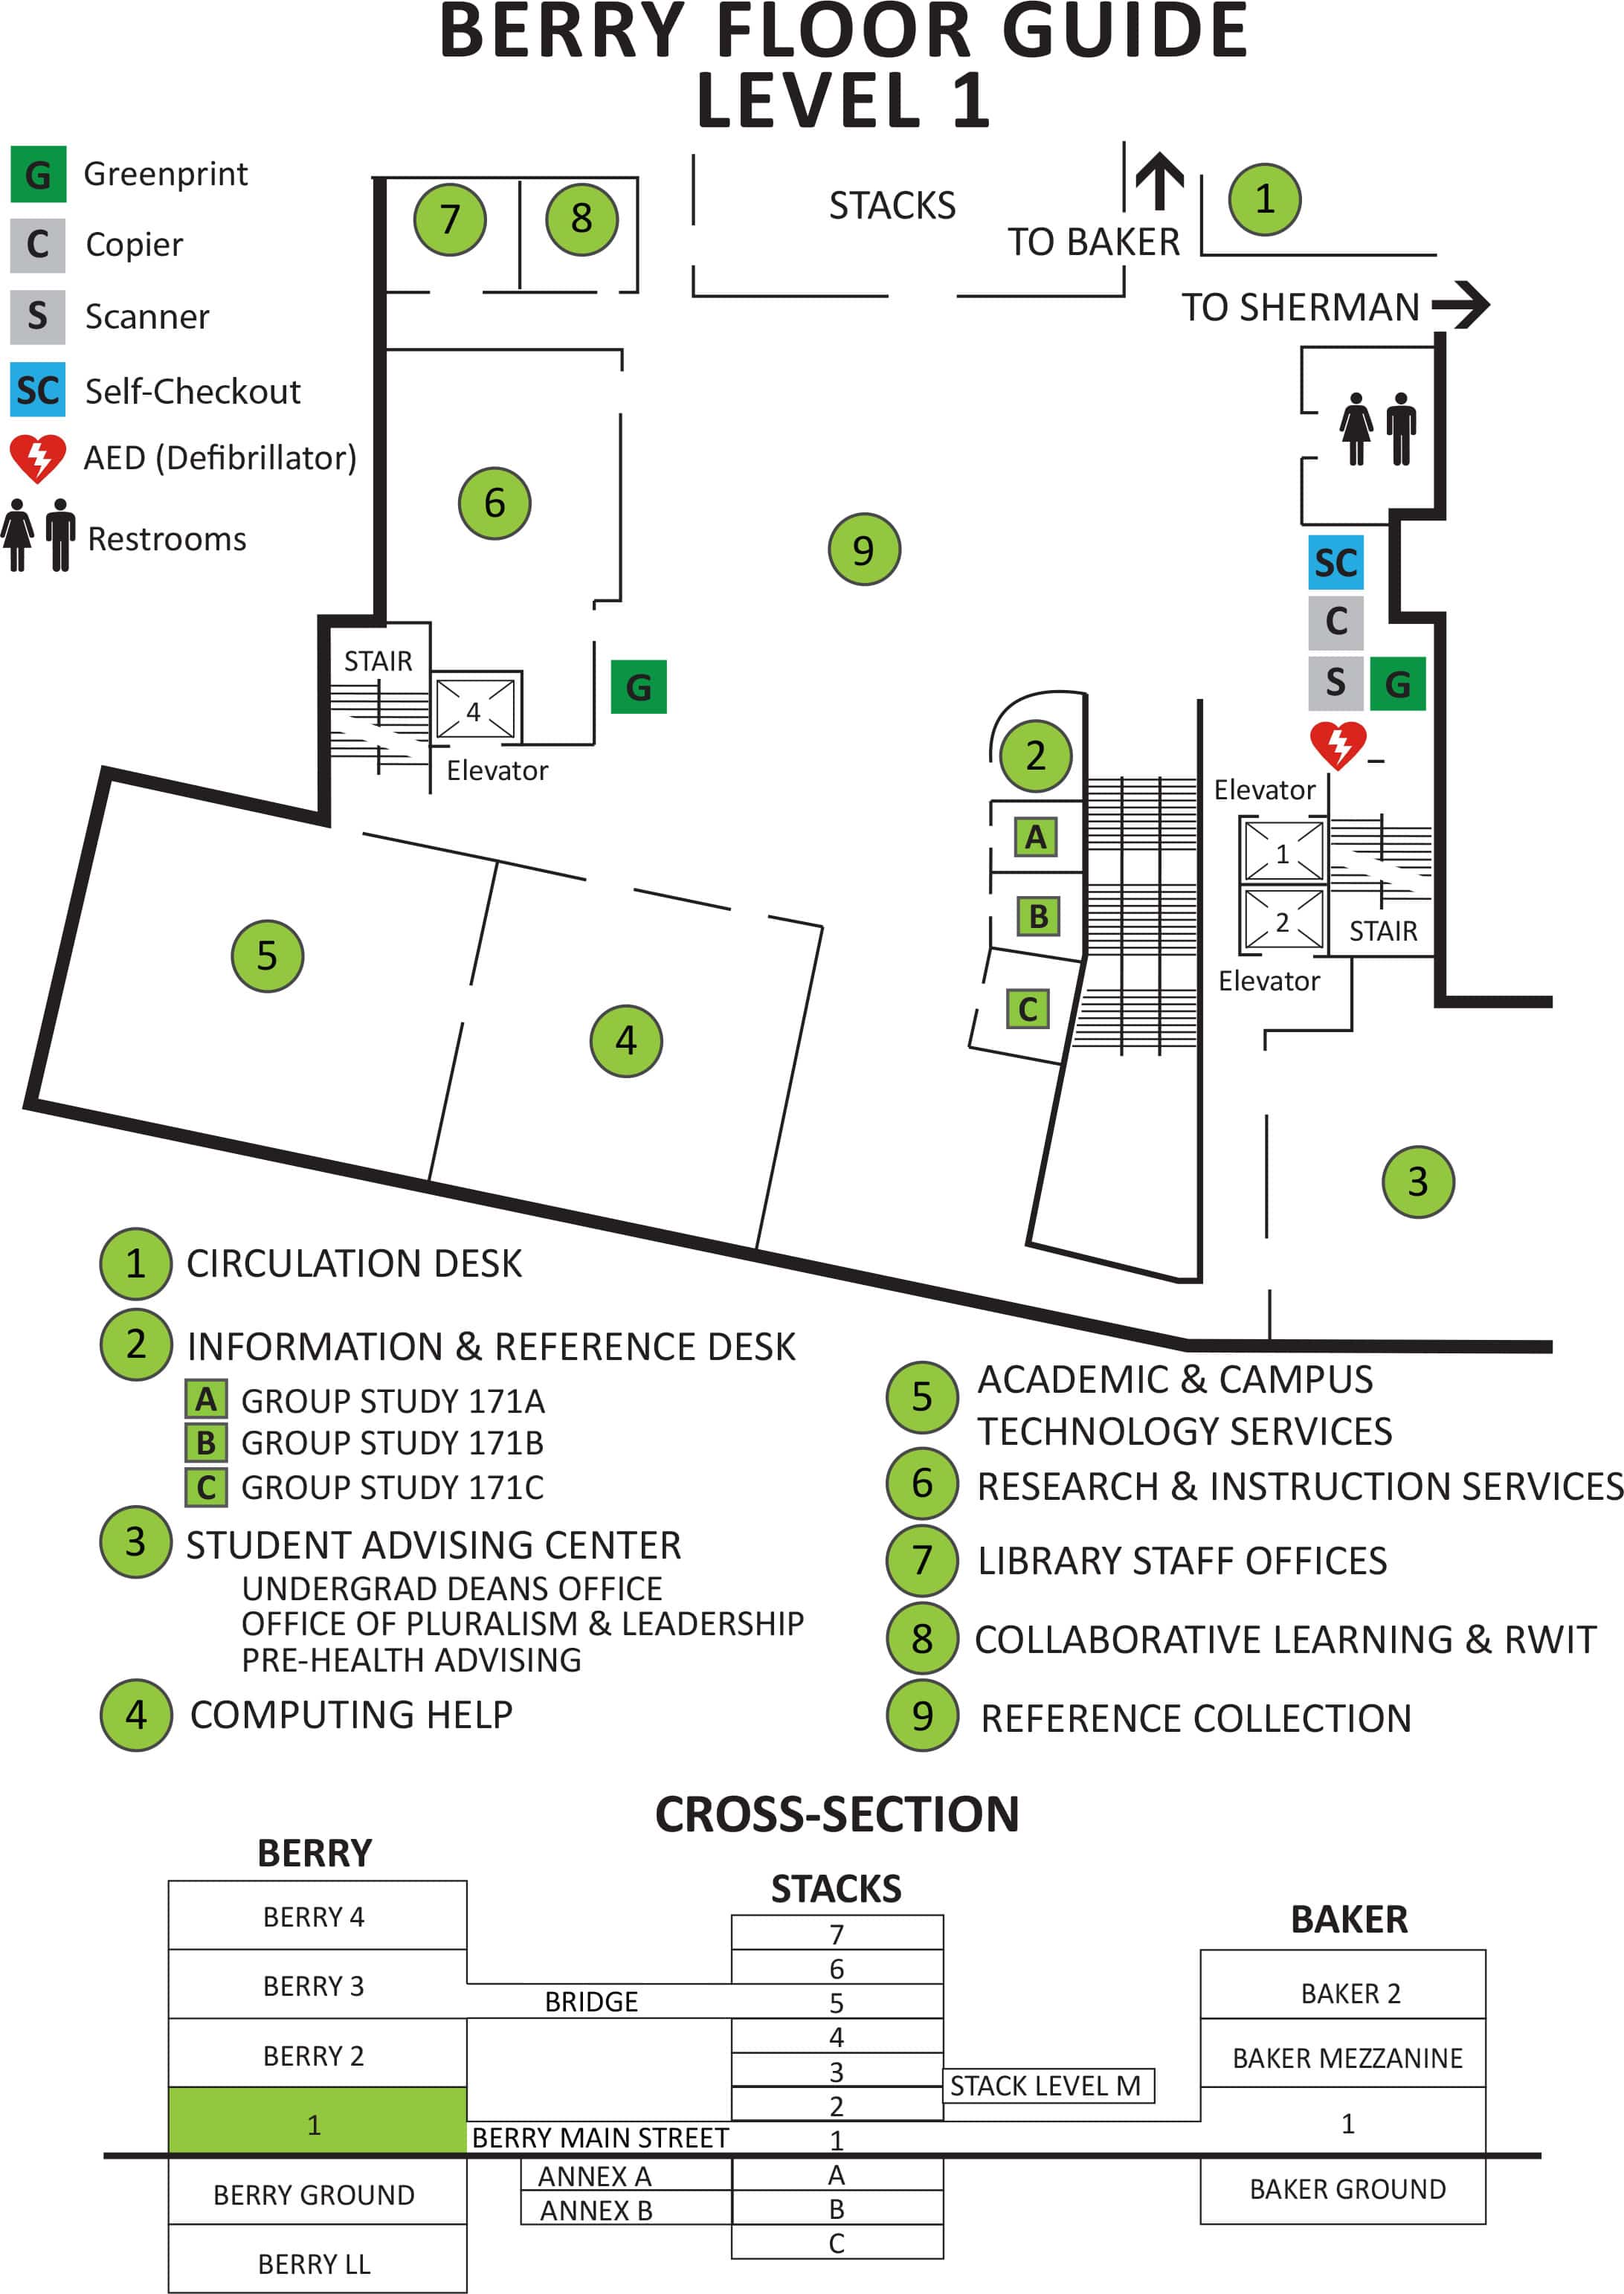 BERRY FLOOR GUIDE
LEVEL 1
G Greenprint
C Copier
S Scanner
SC Self-Checkout
AED (Defibrillator)
Restrooms
7
8
STACKS
TO BAKER
1
TO SHERMAN
6
9
SC
C
S
G
STAIR
4
Elevator
G
2
A
B
C
Elevator
1
2
STAIR
Elevator
5
4
3
1 CIRCULATION DESK
2 INFORMATION & REFERENCE DESK
A GROUP STUDY 171A
B GROUP STUDY 171B
C GROUP STUDY 171C
3 STUDENT ADVISING CENTER
UNDERGRAD DEANS OFFICE
OFFICE OF PLURALISM & LEADERSHIP
PRE-HEALTH ADVISING
4 COMPUTING HELP
5 ACADEMIC & CAMPUS
TECHNOLOGY SERVICES
6 RESEARCH & INSTRUCTION SERVICES
7 LIBRARY STAFF OFFICES
8 COLLABORATIVE LEARNING & RWIT
9 REFERENCE COLLECTION
CROSS-SECTION
BERRY
BERRY 4
BERRY 3
BERRY 2
1
BERRY GROUND
BERRY LL
BRIDGE
BERRY MAIN STREET
ANNEX A
ANNEX B
STACKS
7
6
5
4
3
2
1
A
B
C
STACK LEVEL M
BAKER
BAKER 2
BAKER MEZZANINE
1
BAKER GROUND